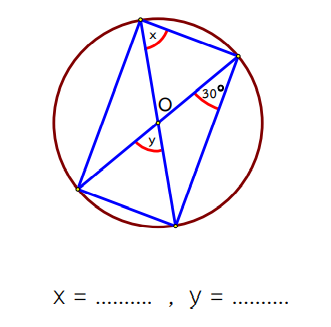 x
30°
O
y
x = .......... , y = ..........